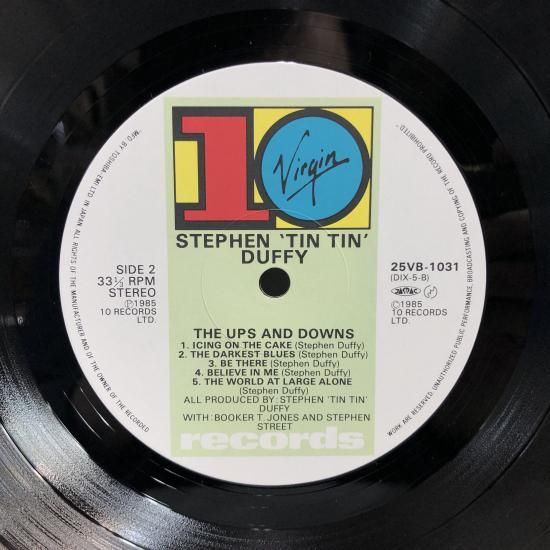 10
Virgin
STEPHEN 'TIN TIN'
DUFFY
SIDE 2
33⅓ RPM
STEREO
Ⓟ1985
10 RECORDS
LTD.
25VB-1031
(DIX-5-B)
©1985
10 RECORDS
LTD.
THE UPS AND DOWNS
1. ICING ON THE CAKE (Stephen Duffy)
2. THE DARKEST BLUES (Stephen Duffy)
3. BE THERE (Stephen Duffy)
4. BELIEVE IN ME (Stephen Duffy)
5. THE WORLD AT LARGE ALONE
(Stephen Duffy)
ALL PRODUCED BY: STEPHEN 'TIN TIN'
DUFFY
WITH: BOOKER T. JONES AND STEPHEN
STREET
records
"MF'D BY TOSHIBA-EMI LTD IN JAPAN ALL RIGHTS OF THE MANUFACTURER AND OF THE OWNER OF THE RECORDED
WORK ARE RESERVED. UNAUTHORIZED PUBLIC PERFORMANCE BROADCASTING AND COPYING OF THE RECORD PROHIBITED"